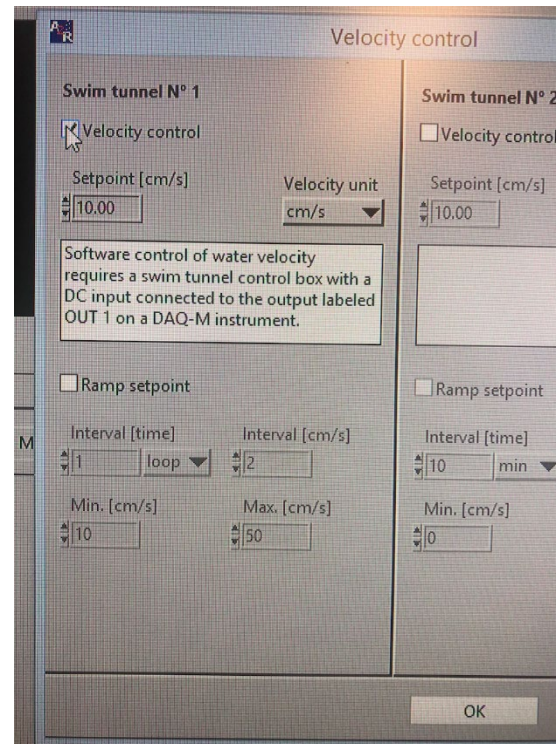 Velocity control
Swim tunnel Nº 1
Velocity control
Setpoint [cm/s]
Velocity unit
10.00
cm/s
Software control of water velocity
requires a swim tunnel control box with a
DC input connected to the output labeled
OUT 1 on a DAQ-M instrument.
Ramp setpoint
Interval [time]
Interval [cm/s]
1
loop
2
Min. [cm/s]
Max. [cm/s]
10
50
Swim tunnel Nº 2
Velocity control
Setpoint [cm/s]
10.00
Ramp setpoint
Interval [time]
10
min
Min. [cm/s]
0
OK
M